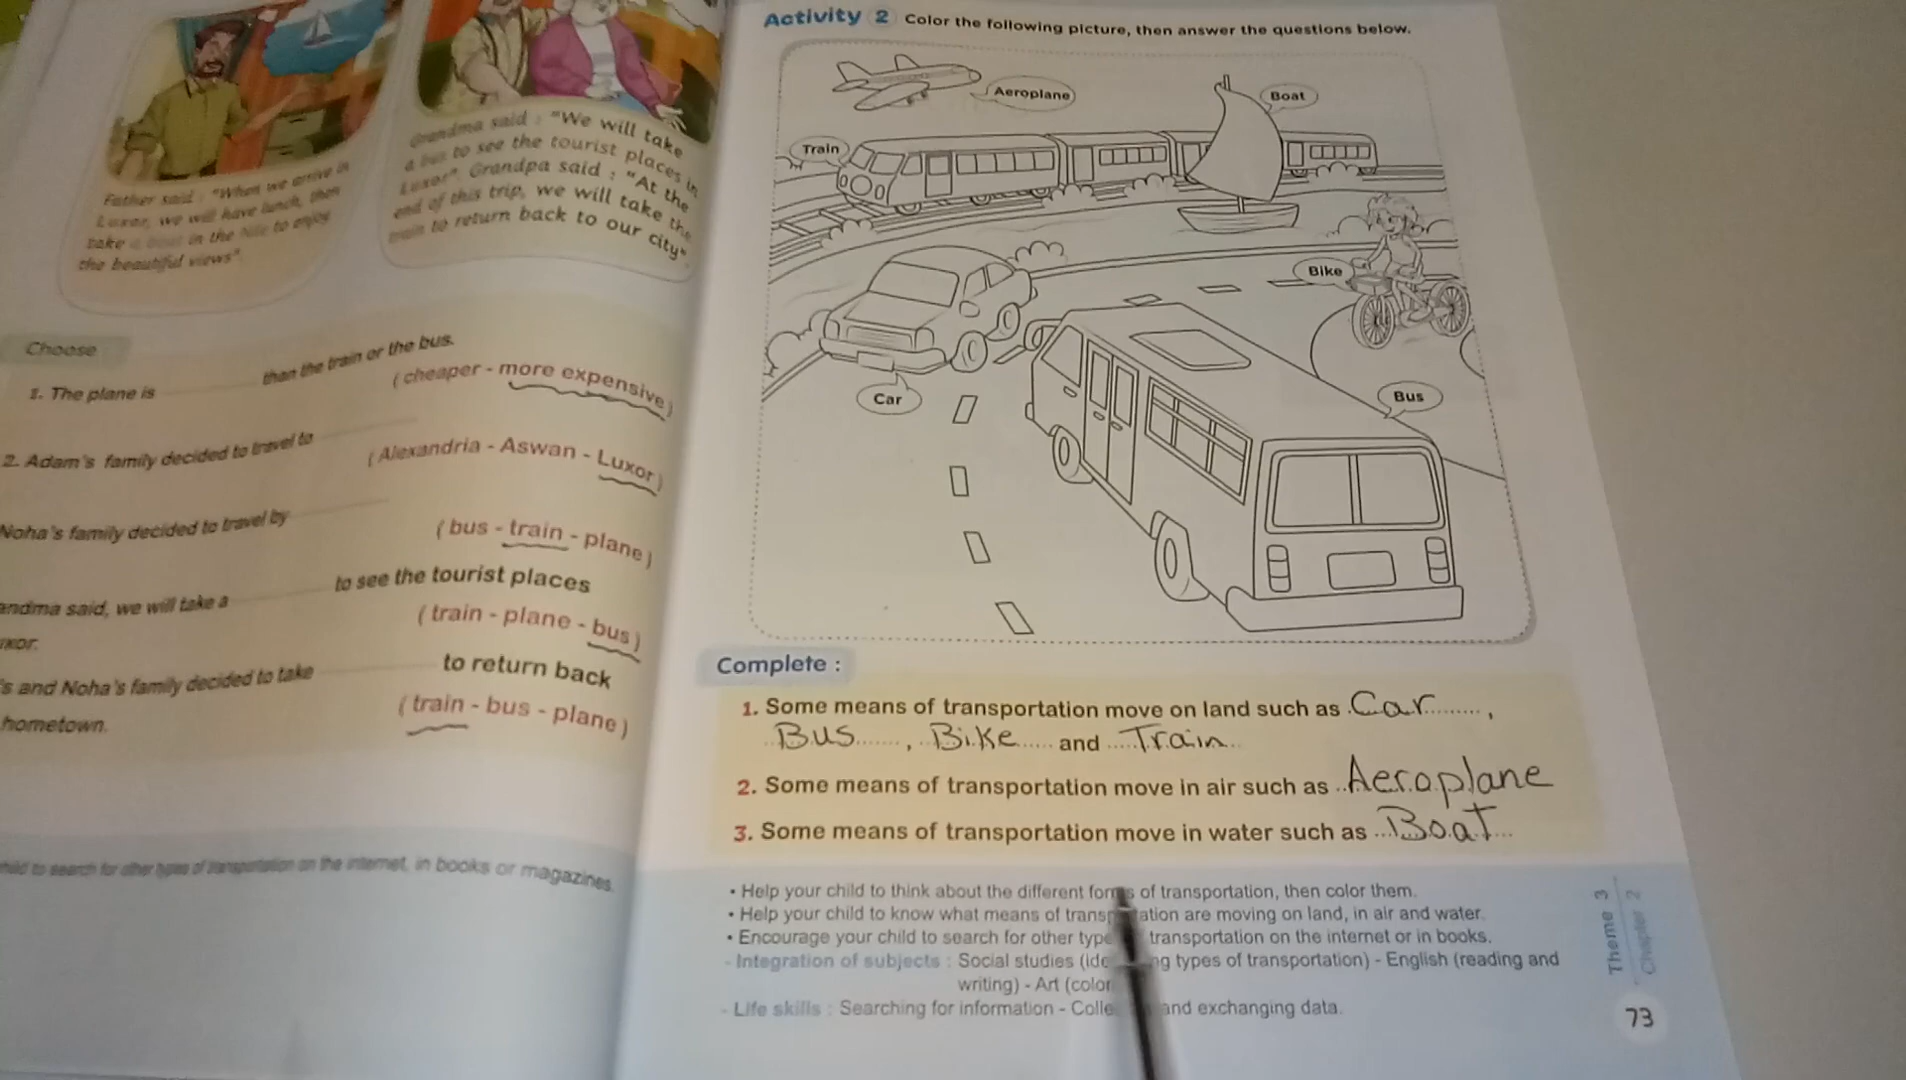 Father said : "When we arrive in
Luxor, we will have lunch, then
take a boat in the Nile to enjoy
the beautiful views".
Grandma said : "We will take
a bus to see the tourist places in
Luxor" Grandpa said : "At the
end of this trip, we will take the
train to return back to our city"
Choose
1. The plane is than the train or the bus.
( cheaper - more expensive )
2. Adam's family decided to travel to
( Alexandria - Aswan - Luxor )
Noha's family decided to travel by
( bus - train - plane )
andma said, we will take a to see the tourist places
uxor.
( train - plane - bus )
's and Noha's family decided to take to return back
hometown.
( train - bus - plane )
child to search for other types of transportation on the internet, in books or magazines.
Activity 2 Color the following picture, then answer the questions below.
Aeroplane
Boat
Train
Bike
Car
Bus
Complete :
1. Some means of transportation move on land such as Car ,
Bus , Bike and Train
2. Some means of transportation move in air such as Aeroplane
3. Some means of transportation move in water such as Boat
• Help your child to think about the different forms of transportation, then color them.
• Help your child to know what means of transportation are moving on land, in air and water.
• Encourage your child to search for other type transportation on the internet or in books.
- Integration of subjects : Social studies (ide ng types of transportation) - English (reading and
writing) - Art (color
- Life skills : Searching for information - Colle and exchanging data.
Theme 3
Chapter 2
73